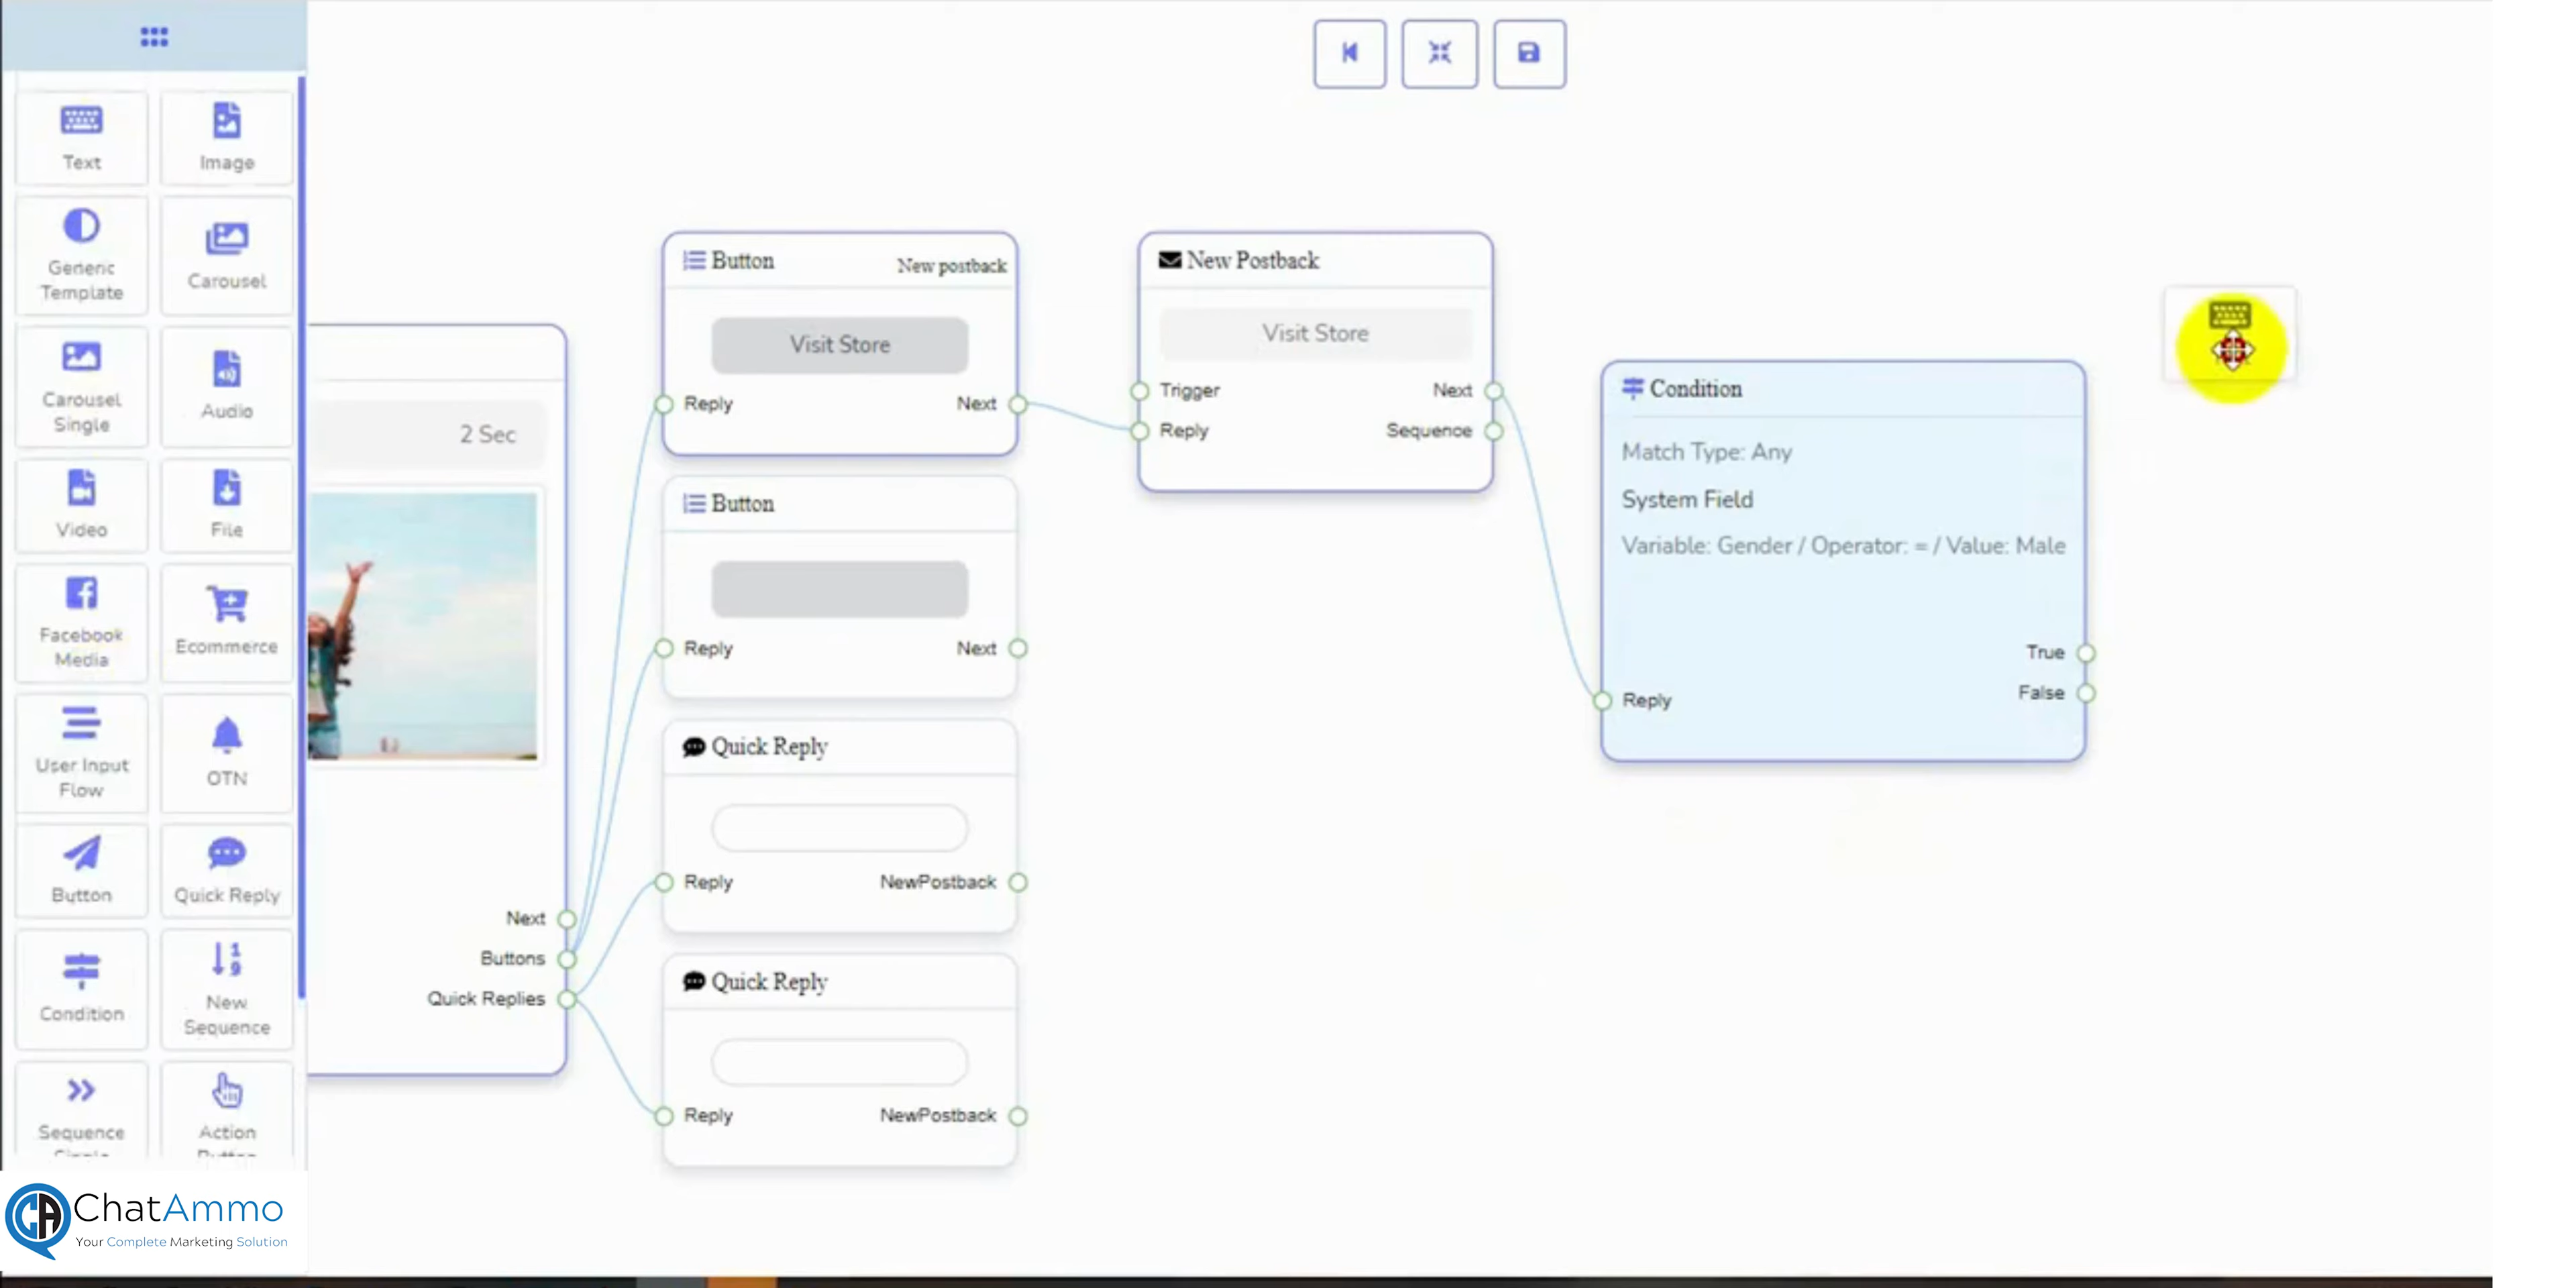 Text
Image
Generic
Template
Carousel
Carousel
Single
Audio
Video
File
Facebook
Media
Ecommerce
User Input
Flow
OTN
Button
Quick Reply
Condition
New
Sequence
Sequence
Action
ChatAmmo
Your Complete Marketing Solution
2 Sec
Next
Buttons
Quick Replies
Button
New postback
Visit Store
Reply
Next
Button
Reply
Next
Quick Reply
Reply
NewPostback
Quick Reply
Reply
NewPostback
New Postback
Visit Store
Trigger
Next
Reply
Sequence
Condition
Match Type: Any
System Field
Variable: Gender / Operator: = / Value: Male
True
False
Reply